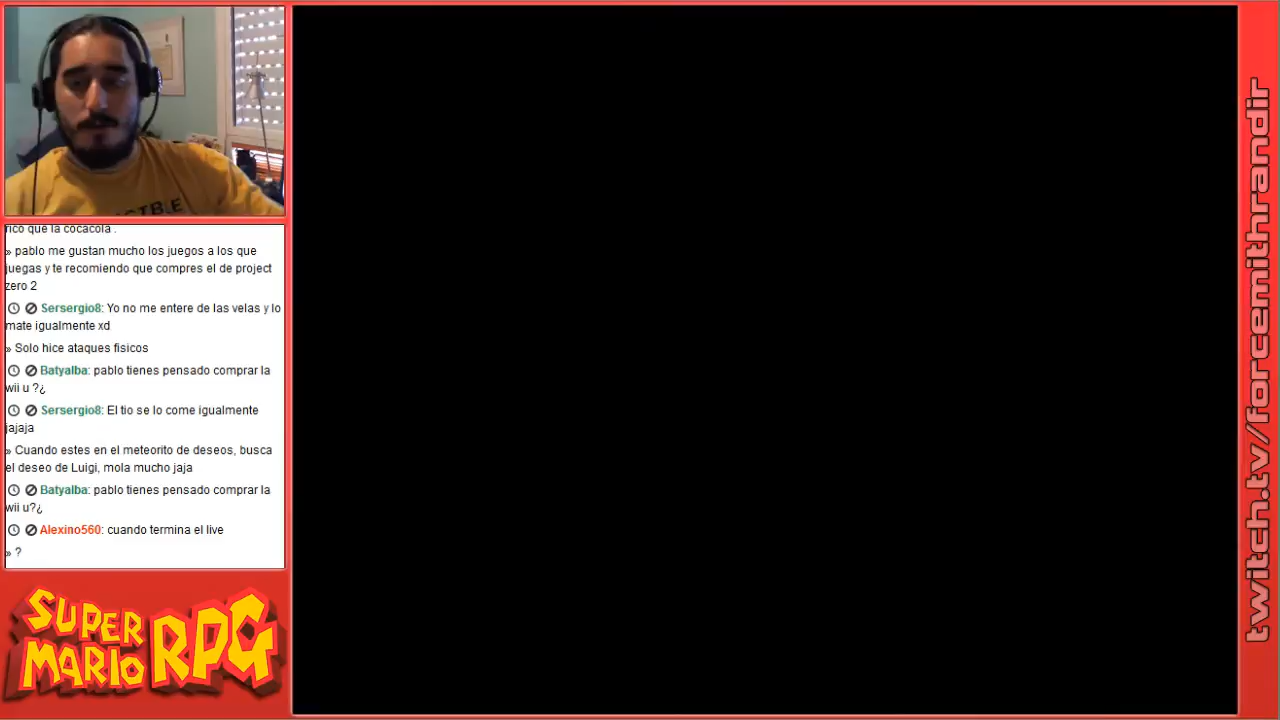 rico que la cocacola .
» pablo me gustan mucho los juegos a los que
juegas y te recomiendo que compres el de project
zero 2
Sersergio8: Yo no me entere de las velas y lo
mate igualmente xd
» Solo hice ataques fisicos
Batyalba: pablo tienes pensado comprar la
wii u ?¿
Sersergio8: El tio se lo come igualmente
jajaja
» Cuando estes en el meteorito de deseos, busca
el deseo de Luigi, mola mucho jaja
Batyalba: pablo tienes pensado comprar la
wii u?¿
Alexino560: cuando termina el live
» ?
SUPER
MARIO RPG
twitch.tv/forcemithrandir